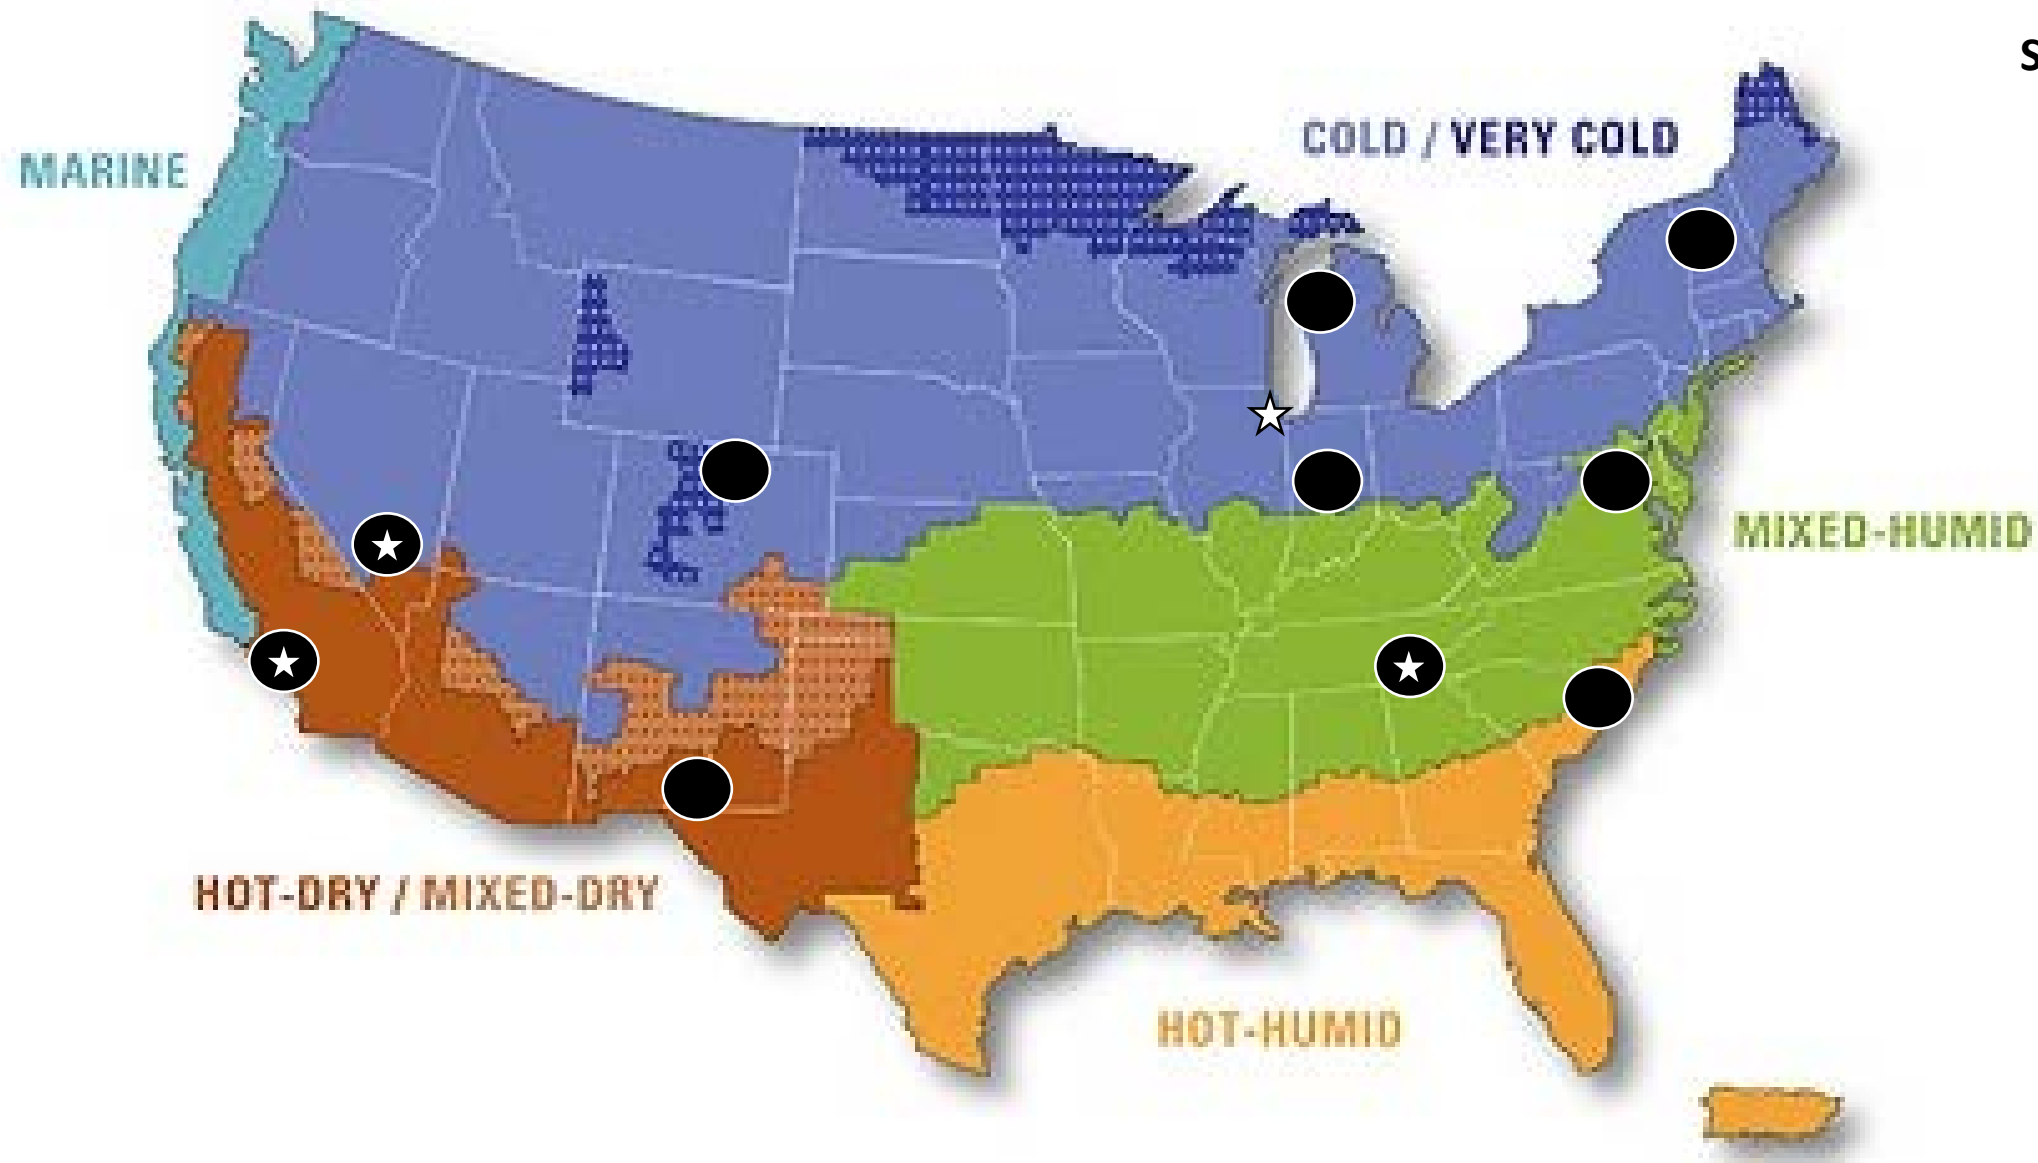 S
COLD / VERY COLD
MARINE
MIXED-HUMID
HOT-DRY / MIXED-DRY
HOT-HUMID